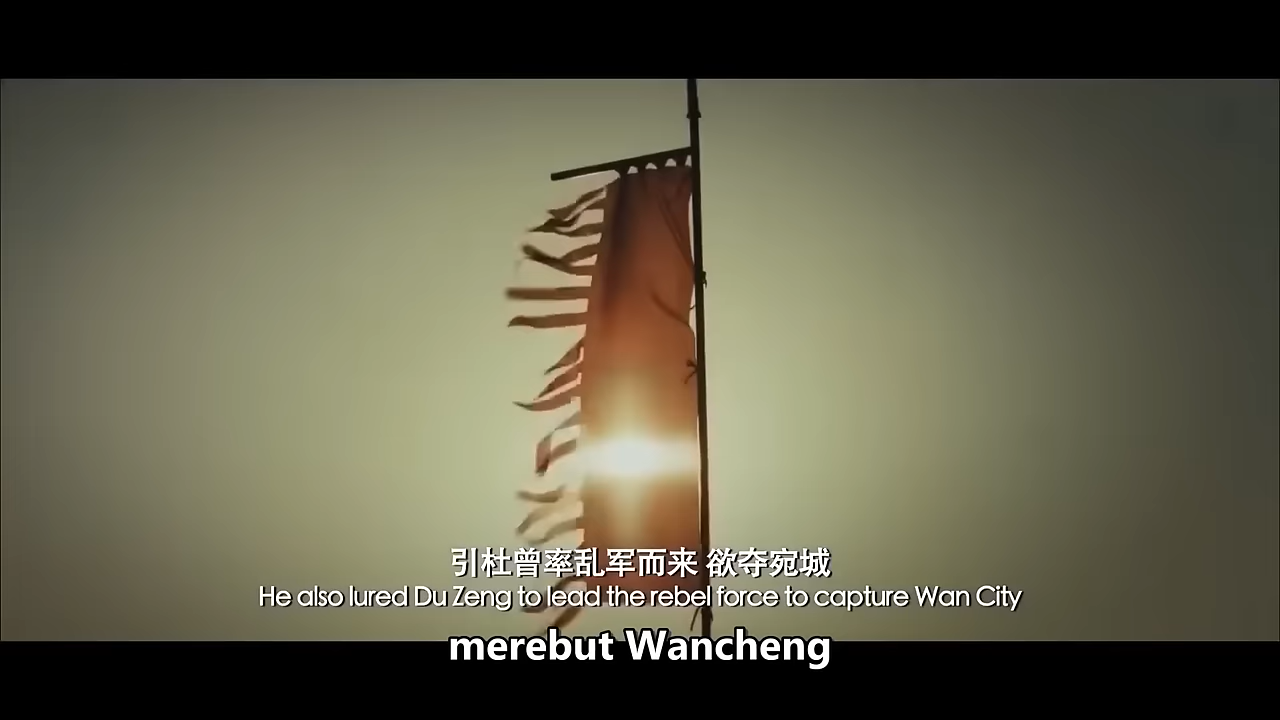 引杜曾率乱军而来 欲夺宛城
He also lured Du Zeng to lead the rebel force to capture Wan City
merebut Wancheng